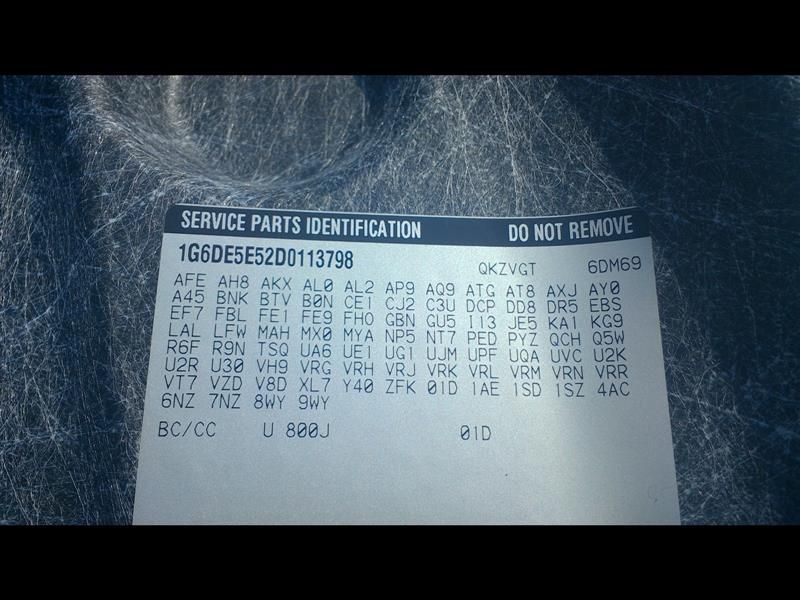 SERVICE PARTS IDENTIFICATION DO NOT REMOVE
1G6DE5E52D0113798 QKZVGT 6DM69
AFE AH8 AKX AL0 AL2 AP9 AQ9 ATG AT8 AXJ AY0
A45 BNK BTV B0N CE1 CJ2 C3U DCP DD8 DR5 EBS
EF7 FBL FE1 FE9 FHO GBN GU5 I13 JE5 KA1 KG9
LAL LFW MAH MX0 MYA NP5 NT7 PED PYZ QCH Q5W
R6F R9N TSQ UA6 UE1 UG1 UJM UPF UQA UVC U2K
U2R U30 VH9 VRG VRH VRJ VRK VRL VRM VRN VRR
VT7 VZD V8D XL7 Y40 ZFK 01D 1AE 1SD 1SZ 4AC
6NZ 7NZ 8WY 9WY
BC/CC U 800J 01D